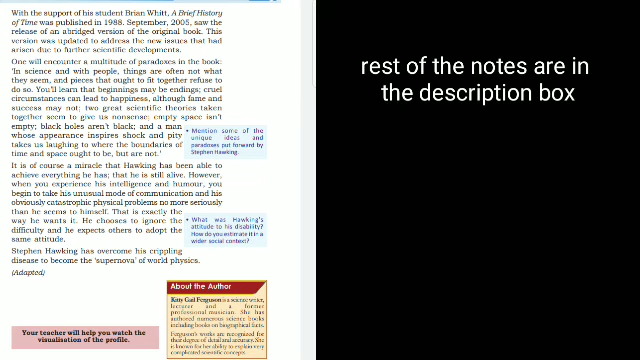 With the support of his student Brian Whitt, A Brief History
of Time was published in 1988. September, 2005, saw the
release of an abridged version of the original book. This
version was updated to address the new issues that had
arisen due to further scientific developments.
One will encounter a multitude of paradoxes in the book:
‘In science and with people, things are often not what
they seem, and pieces that ought to fit together refuse to
do so. You'll learn that beginnings may be endings; cruel
circumstances can lead to happiness, although fame and
success may not; two great scientific theories taken
together seem to give us nonsense; empty space isn't
empty; black holes aren't black; and a man
whose appearance inspires shock and pity
takes us laughing to where the boundaries of
time and space ought to be, but are not.’
• Mention some of the
unique ideas and
paradoxes put forward by
Stephen Hawking.
It is of course a miracle that Hawking has been able to
achieve everything he has; that he is still alive. However,
when you experience his intelligence and humour, you
begin to take his unusual mode of communication and his
obviously catastrophic physical problems no more seriously
than he seems to himself. That is exactly the
way he wants it. He chooses to ignore the
difficulty and he expects others to adopt the
same attitude.
• What was Hawking's
attitude to his disability?
How do you estimate it in a
wider social context?
Stephen Hawking has overcome his crippling
disease to become the ‘supernova’ of world physics.
(Adapted)
About the Author
Kitty Gail Ferguson is a science writer,
lecturer and a former
professional musician. She has
authored numerous science books
including books on biographical facts.
Ferguson's works are recognized for
their degree of detail and accuracy. She
is known for her ability to explain very
complicated scientific concepts.
Your teacher will help you watch the
visualisation of the profile.
rest of the notes are in
the description box